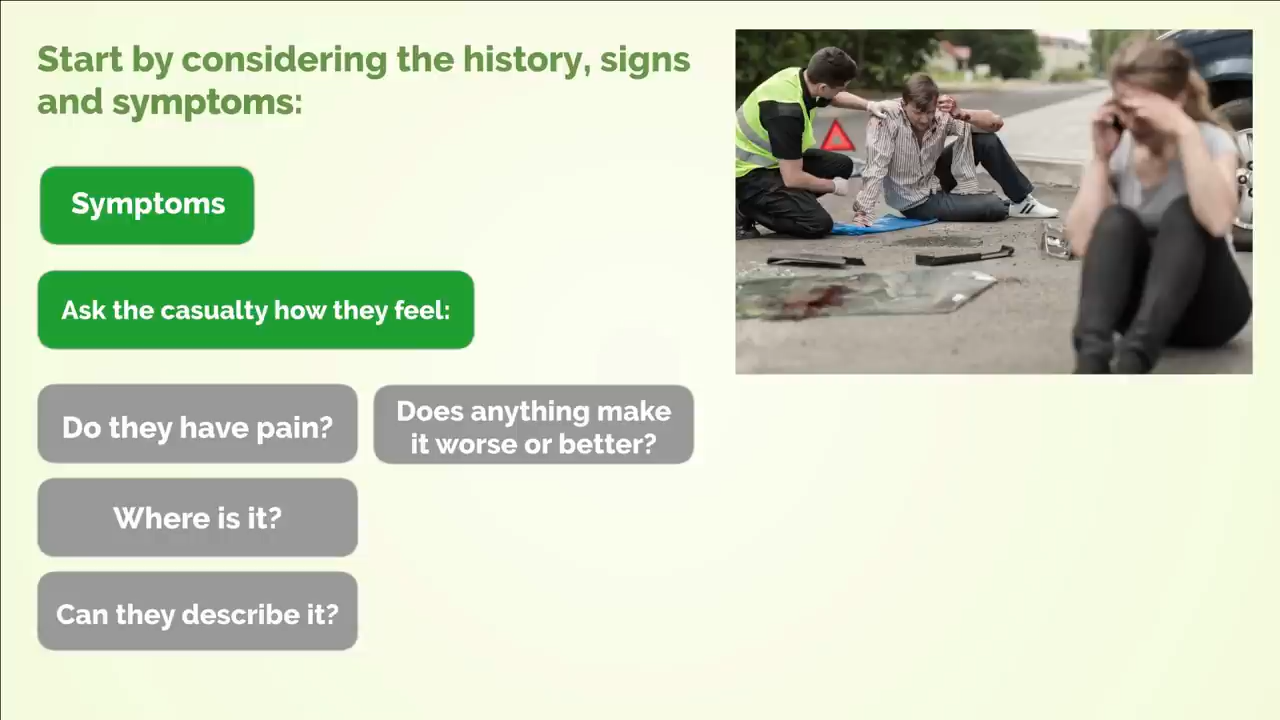 Start by considering the history, signs
and symptoms:
Symptoms
Ask the casualty how they feel:
Do they have pain?
Does anything make
it worse or better?
Where is it?
Can they describe it?